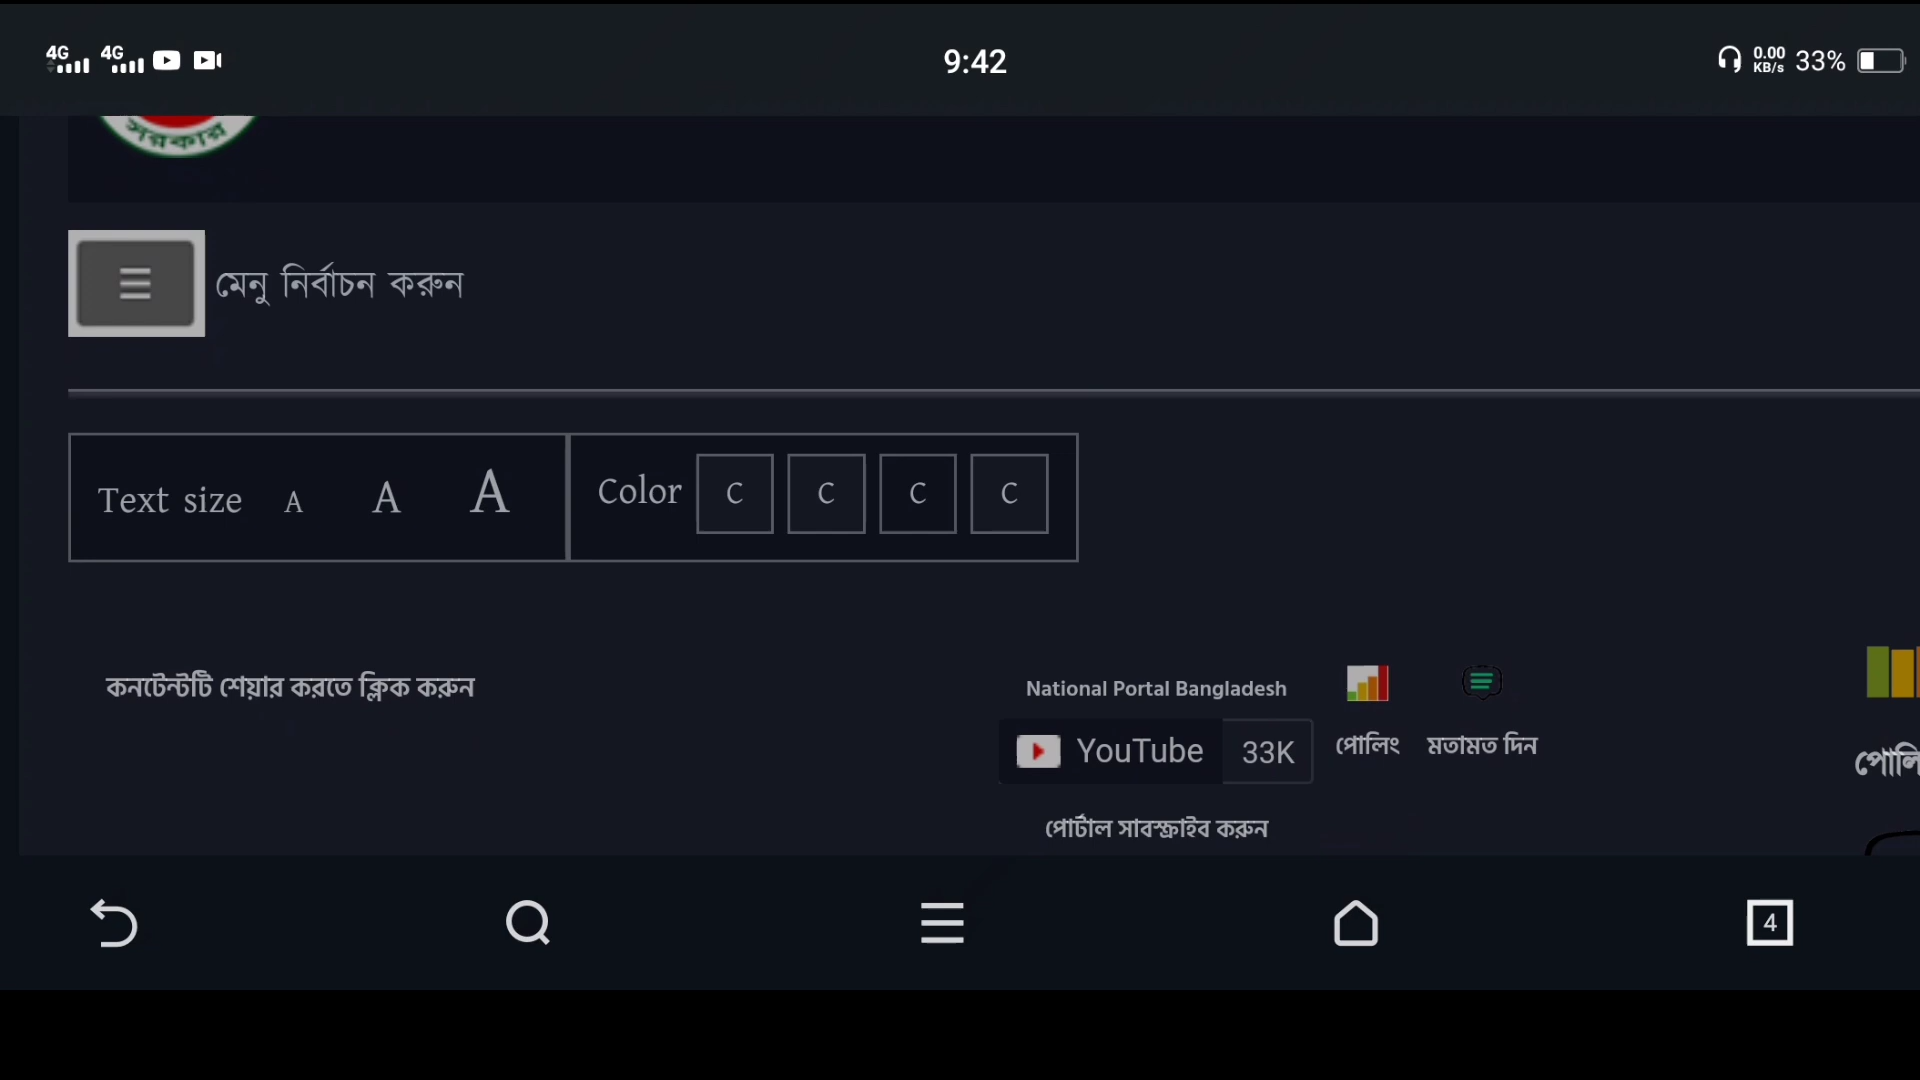 4G 4G 9:42 0.00 KB/s 33%
সরকার
মেনু নির্বাচন করুন
Text size A A A Color C C C C
কনটেন্টটি শেয়ার করতে ক্লিক করুন
National Portal Bangladesh
YouTube 33K
পোলিং মতামত দিন
পোর্টাল সাবস্ক্রাইব করুন
4